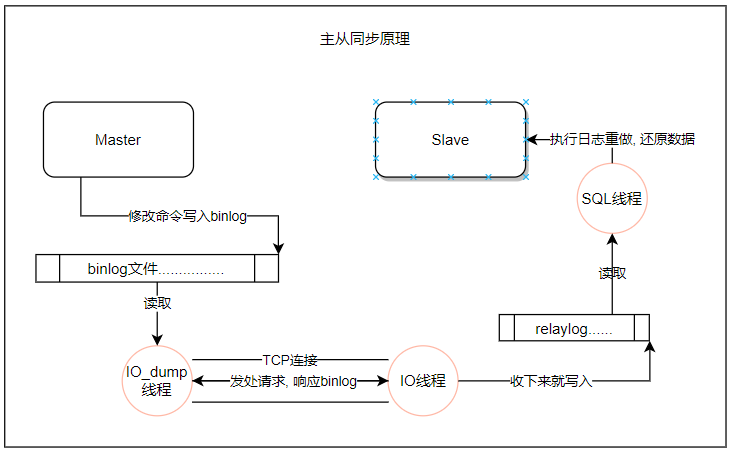 主从同步原理
Master
Slave
执行日志重做, 还原数据
SQL线程
修改命令写入binlog
binlog文件................
读取
读取
relaylog......
IO_dump
线程
TCP连接
发处请求, 响应binlog
IO线程
收下来就写入